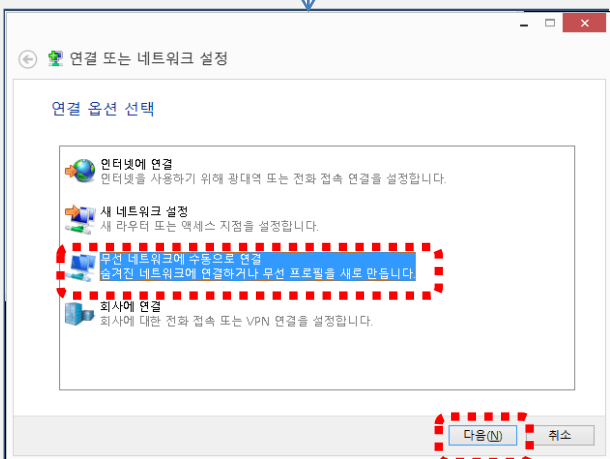 연결 또는 네트워크 설정
연결 옵션 선택
인터넷에 연결
인터넷을 사용하기 위해 광대역 또는 전화 접속 연결을 설정합니다.
새 네트워크 설정
새 라우터 또는 액세스 지점을 설정합니다.
무선 네트워크에 수동으로 연결
숨겨진 네트워크에 연결하거나 무선 프로필을 새로 만듭니다.
회사에 연결
회사에 대한 전화 접속 또는 VPN 연결을 설정합니다.
다음(N)
취소